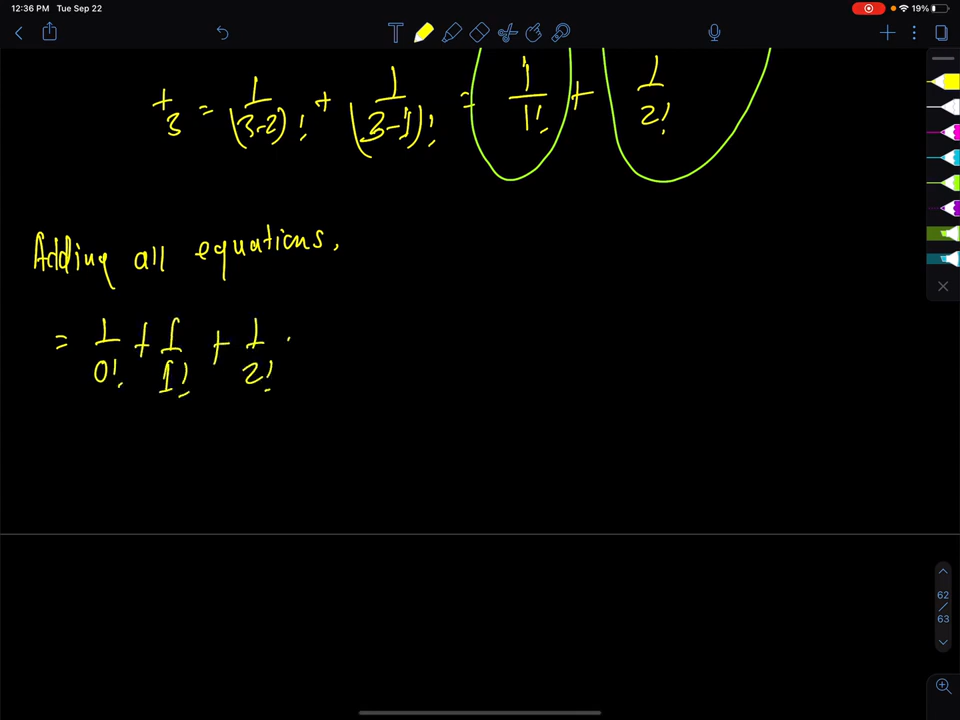 12:36 PM Tue Sep 22
19%
t₃ = 1/(3-2)! + 1/(3-1)! = 1/1! + 1/2!
Adding all equations,
= 1/0! + 1/1! + 1/2! .
62
/
63
T